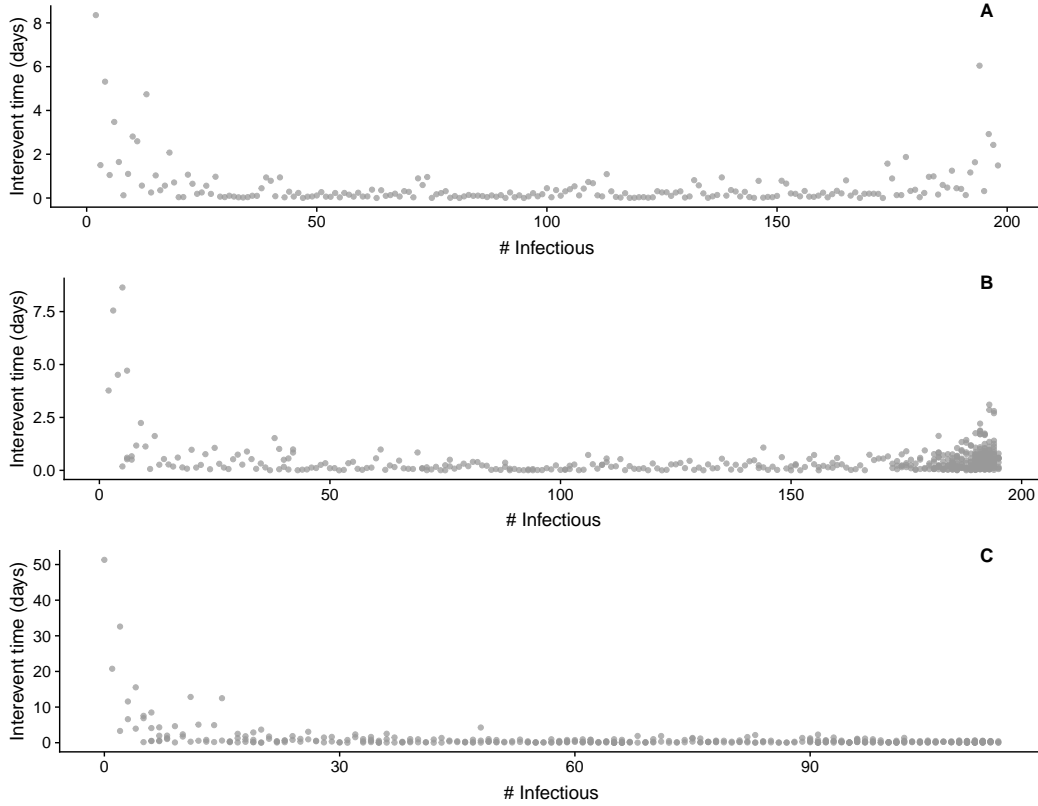 A
Interevent time (days)
8
6
4
2
0
0 50 100 150 200
# Infectious
B
Interevent time (days)
7.5
5.0
2.5
0.0
0 50 100 150 200
# Infectious
C
Interevent time (days)
50
40
30
20
10
0
0 30 60 90
# Infectious